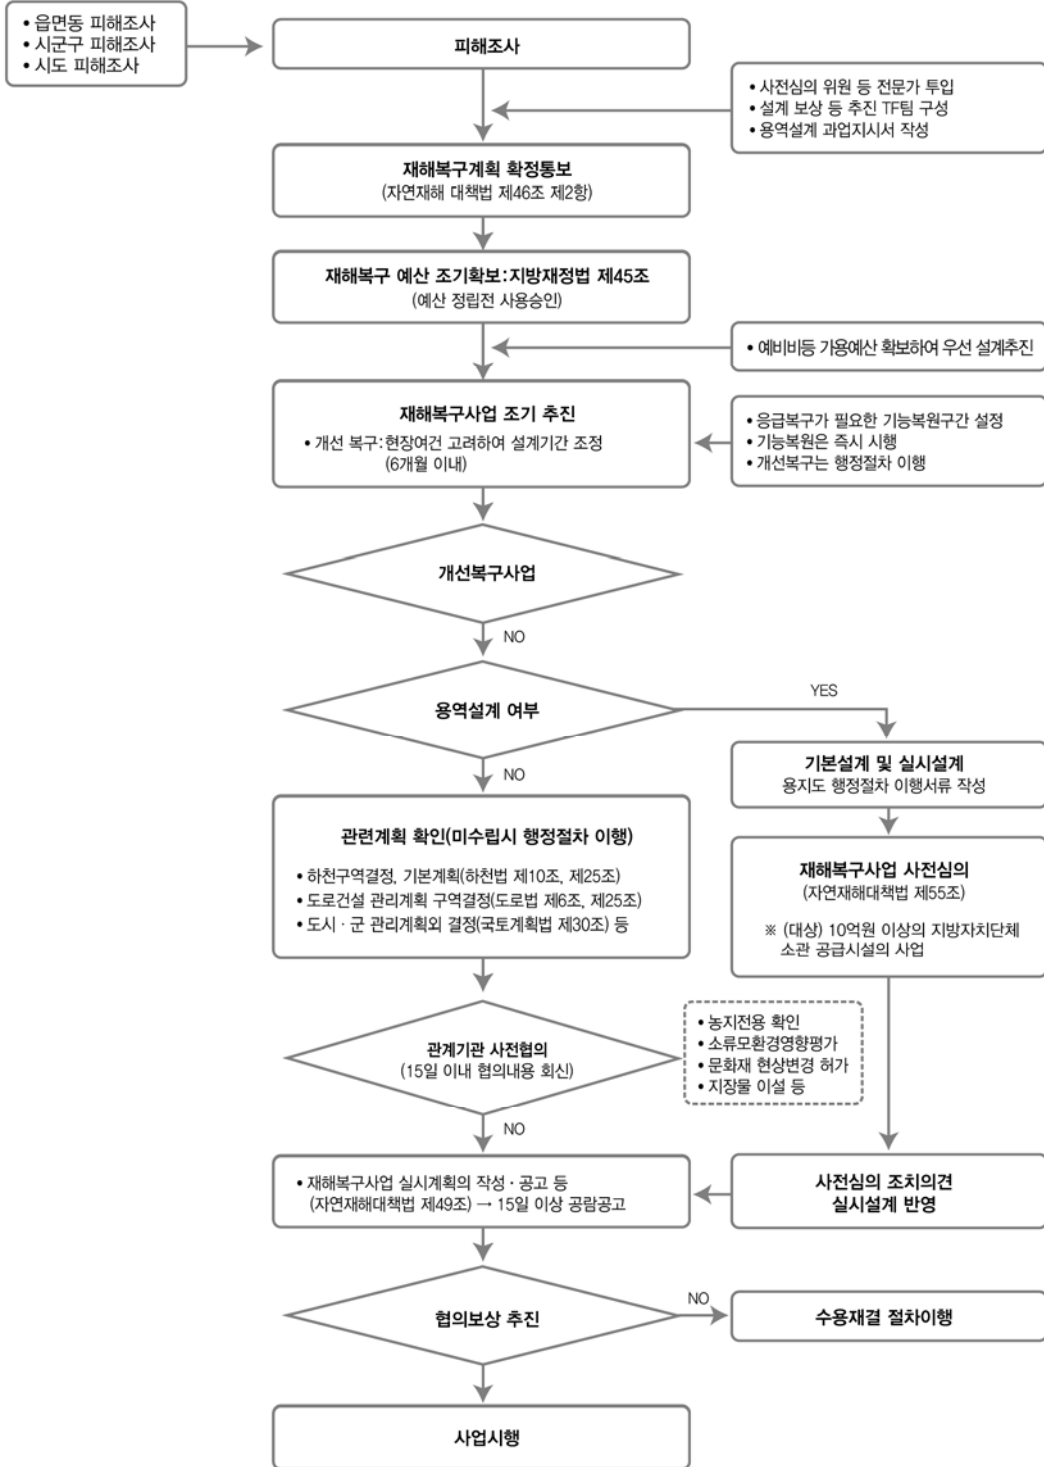 • 읍면동 피해조사
• 시군구 피해조사
• 시도 피해조사
피해조사
• 사전심의 위원 등 전문가 투입
• 설계 보상 등 추진 TF팀 구성
• 용역설계 과업지시서 작성
재해복구계획 확정통보
(자연재해 대책법 제46조 제2항)
재해복구 예산 조기확보:지방재정법 제45조
(예산 정립전 사용승인)
• 예비비등 가용예산 확보하여 우선 설계추진
재해복구사업 조기 추진
• 개선 복구:현장여건 고려하여 설계기간 조정
(6개월 이내)
• 응급복구가 필요한 기능복원구간 설정
• 기능복원은 즉시 시행
• 개선복구는 행정절차 이행
개선복구사업
NO
용역설계 여부
YES
NO
기본설계 및 실시설계
용지도 행정절차 이행서류 작성
관련계획 확인(미수립시 행정절차 이행)
• 하천구역결정, 기본계획(하천법 제10조, 제25조)
• 도로건설 관리계획 구역결정(도로법 제6조, 제25조)
• 도시 · 군 관리계획외 결정(국토계획법 제30조) 등
재해복구사업 사전심의
(자연재해대책법 제55조)
※ (대상) 10억원 이상의 지방자치단체
소관 공급시설의 사업
관계기관 사전협의
(15일 이내 협의내용 회신)
• 농지전용 확인
• 소류모환경영향평가
• 문화재 현상변경 허가
• 지장물 이설 등
NO
• 재해복구사업 실시계획의 작성 · 공고 등
(자연재해대책법 제49조) → 15일 이상 공람공고
사전심의 조치의견
실시설계 반영
협의보상 추진
NO
수용재결 절차이행
사업시행